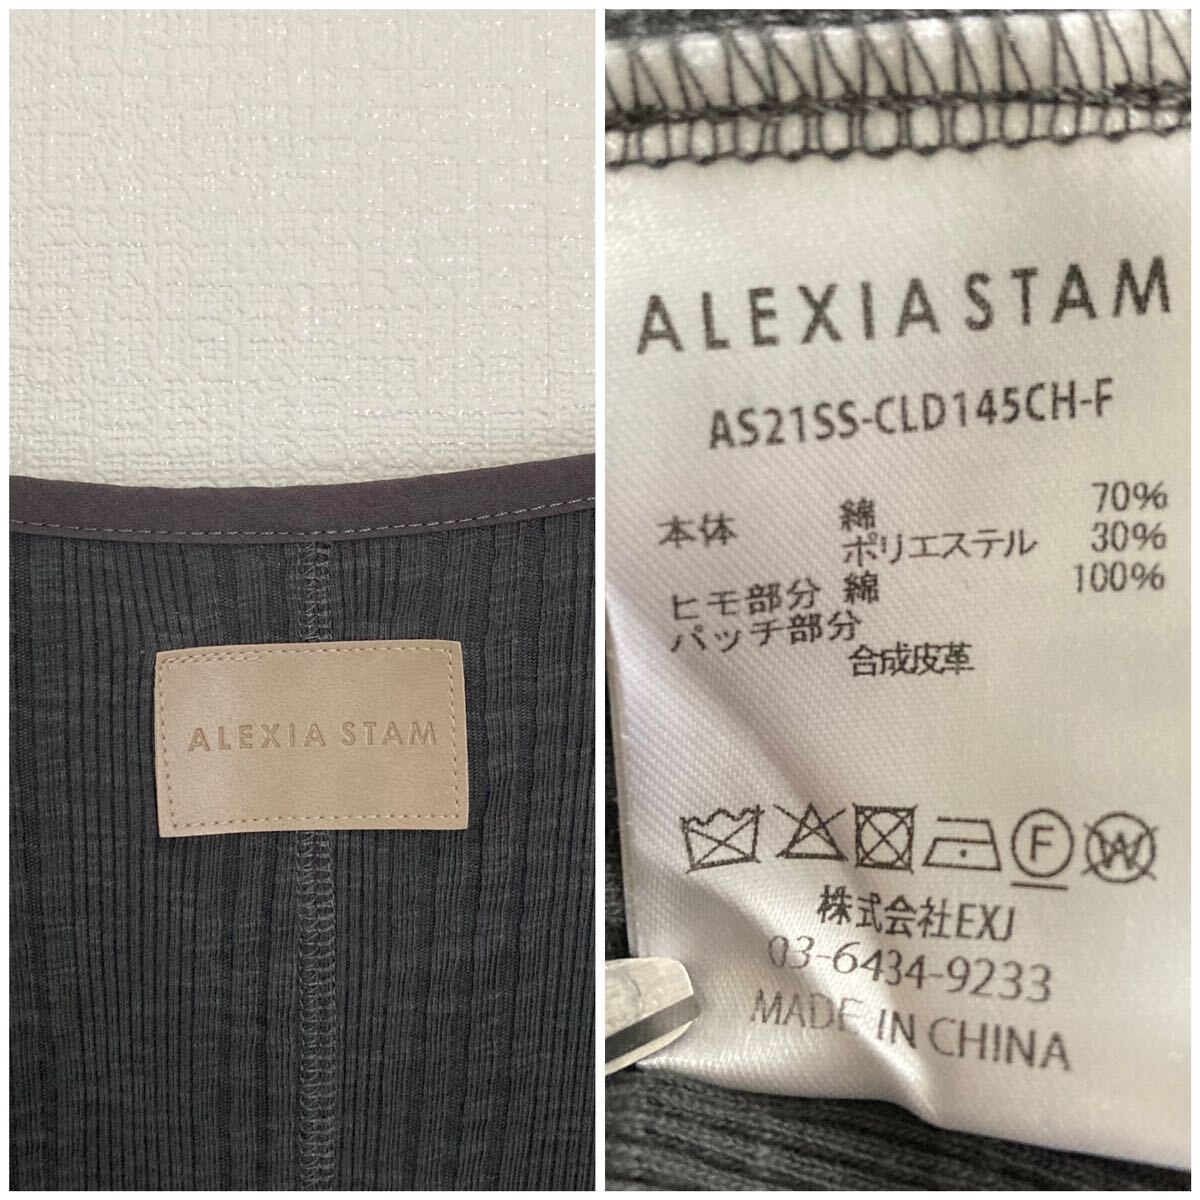 ALEXIA STAM
ALEXIA STAM
AS21SS-CLD145CH-F
本体 綿 70%
ポリエステル 30%
ヒモ部分 綿 100%
パッチ部分
合成皮革
F W
株式会社EXJ
03-6434-9233
MADE IN CHINA